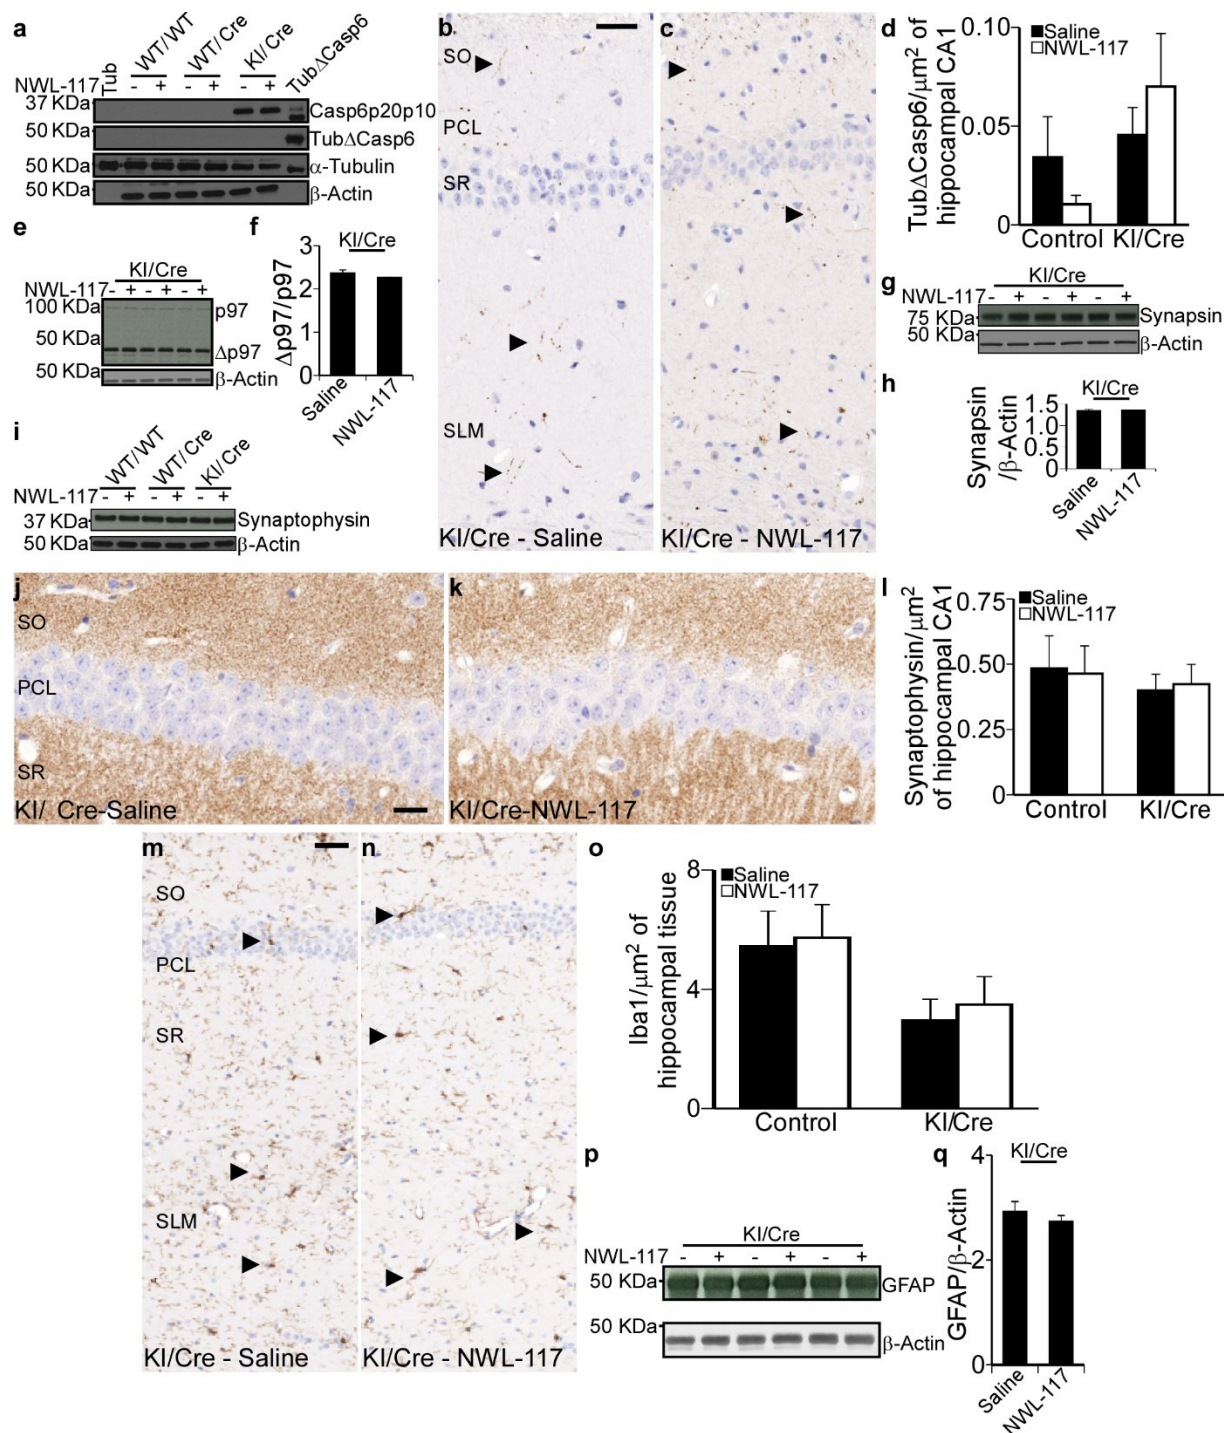 a
Tub
WT/WT
WT/Cre
KI/Cre
TubΔCasp6
NWL-117 - + - + - +
37 KDa
Casp6p20p10
50 KDa
TubΔCasp6
50 KDa
α-Tubulin
50 KDa
β-Actin
b
SO
PCL
SR
SLM
KI/Cre - Saline
c
KI/Cre - NWL-117
d
TubΔCasp6/μm² of
hippocampal CA1
0.10
0.05
0
Saline
NWL-117
Control
KI/Cre
e
KI/Cre
NWL-117 - + - + - +
100 KDa
p97
50 KDa
Δp97
50 KDa
β-Actin
f
KI/Cre
Δp97/p97
3
2
1
0
Saline
NWL-117
g
KI/Cre
NWL-117 - + - + - +
75 KDa
Synapsin
50 KDa
β-Actin
h
KI/Cre
Synapsin
/β-Actin
1.5
1.0
.5
0
Saline
NWL-117
i
WT/WT
WT/Cre
KI/Cre
NWL-117 - + - + - +
37 KDa
Synaptophysin
50 KDa
β-Actin
j
SO
PCL
SR
KI/ Cre-Saline
k
KI/Cre-NWL-117
l
Synaptophysin/μm²
of hippocampal CA1
0.75
0.50
0.25
0
Saline
NWL-117
Control
KI/Cre
m
SO
PCL
SR
SLM
KI/Cre - Saline
n
KI/Cre - NWL-117
o
Iba1/μm² of
hippocampal tissue
8
4
0
Saline
NWL-117
Control
KI/Cre
p
KI/Cre
NWL-117 - + - + - +
50 KDa
GFAP
50 KDa
β-Actin
q
KI/Cre
GFAP/β-Actin
4
2
0
Saline
NWL-117